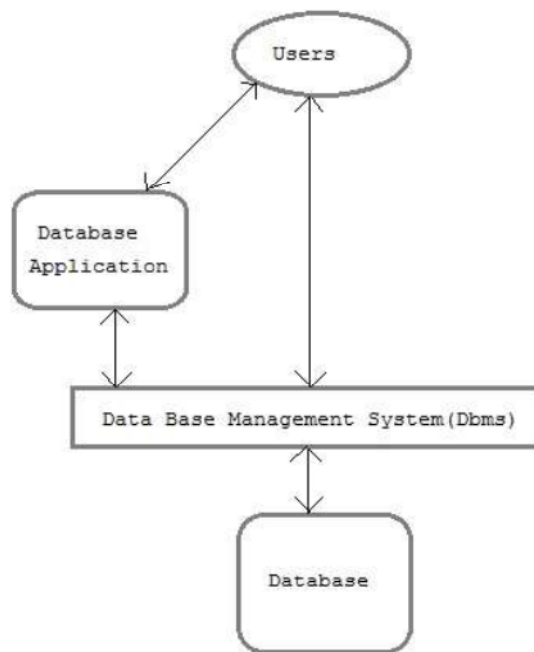 Users
Database
Application
Data Base Management System(Dbms)
Database